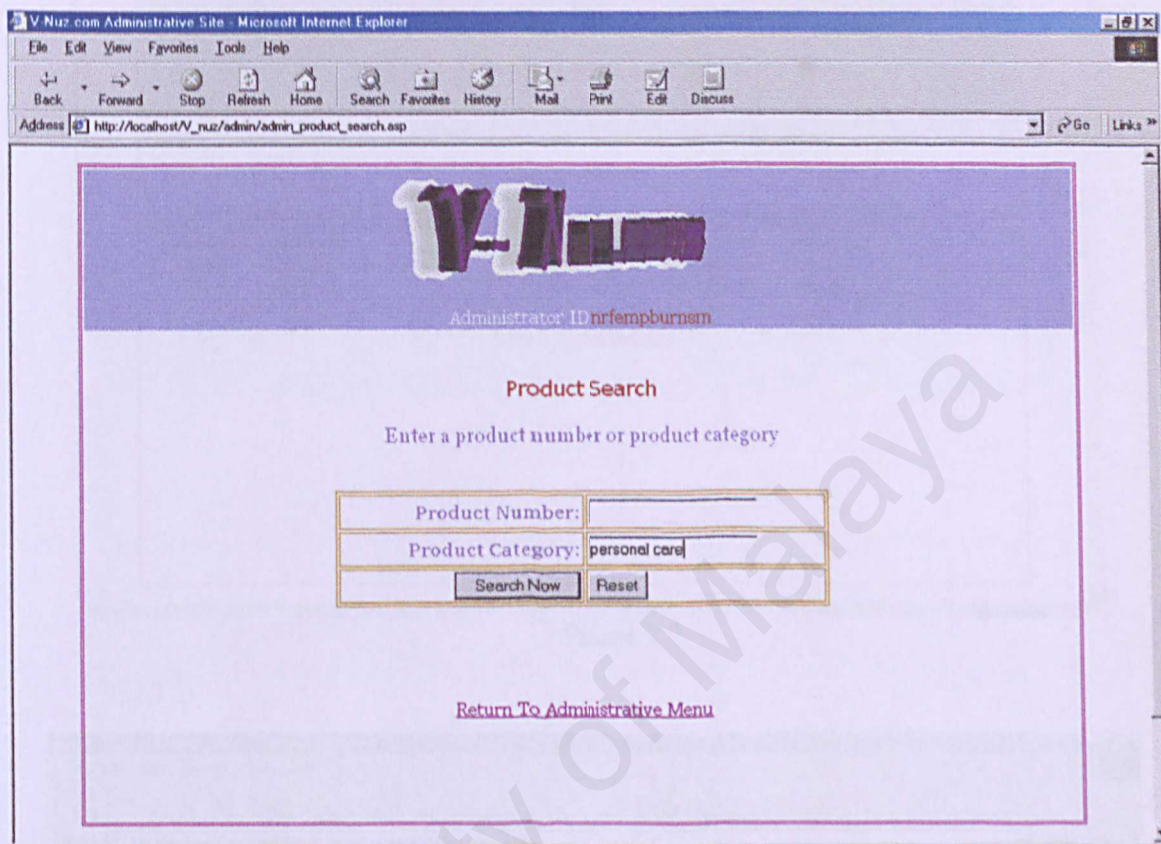 V-Nuz.com Administrative Site - Microsoft Internet Explorer
File Edit View Favorites Tools Help
Back Forward Stop Refresh Home Search Favorites History Mail Print Edit Discuss
Address http://localhost/V_nuz/admin/admin_product_search.asp Go Links »
Administrator ID nrfempburnsm
Product Search
Enter a product number or product category
Product Number:
Product Category: personal care
Search Now Reset
Return To Administrative Menu
of Malaya